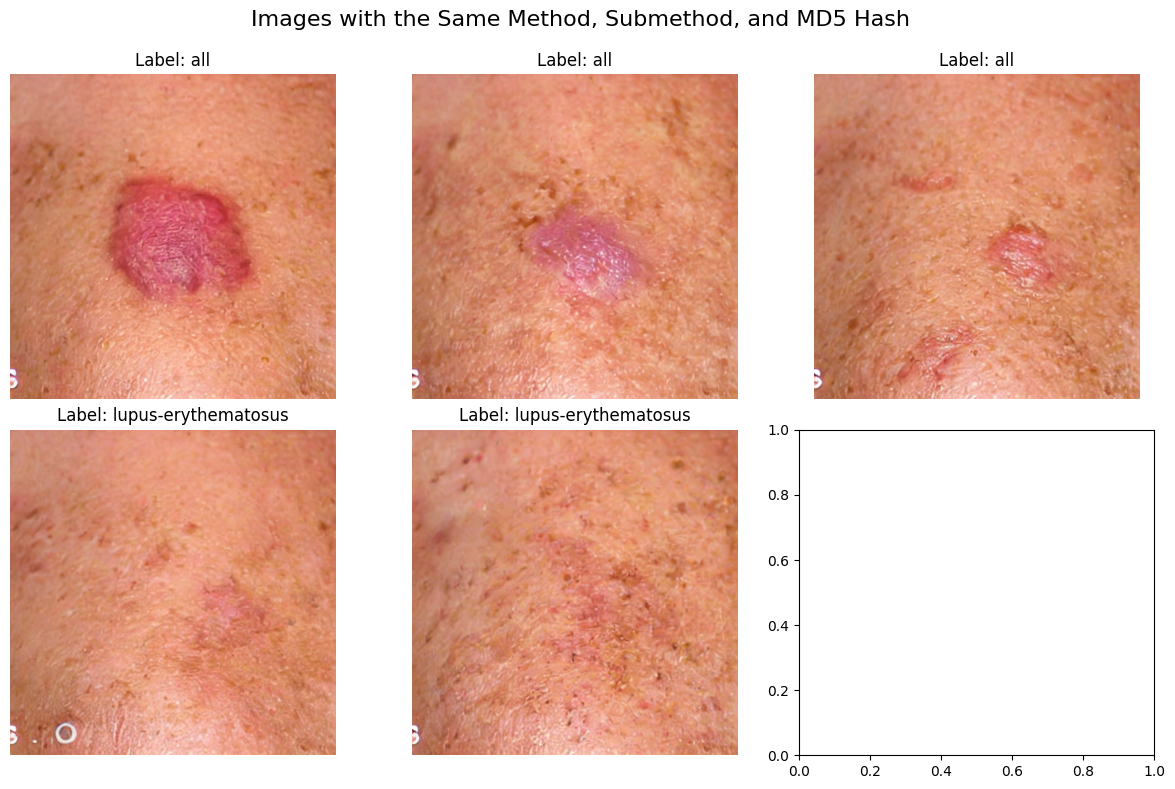 Images with the Same Method, Submethod, and MD5 Hash
Label: all
Label: all
Label: all
s
s
s
Label: lupus-erythematosus
Label: lupus-erythematosus
1.0
0.8
0.6
0.4
0.2
0.0
s . O
s
0.0 0.2 0.4 0.6 0.8 1.0